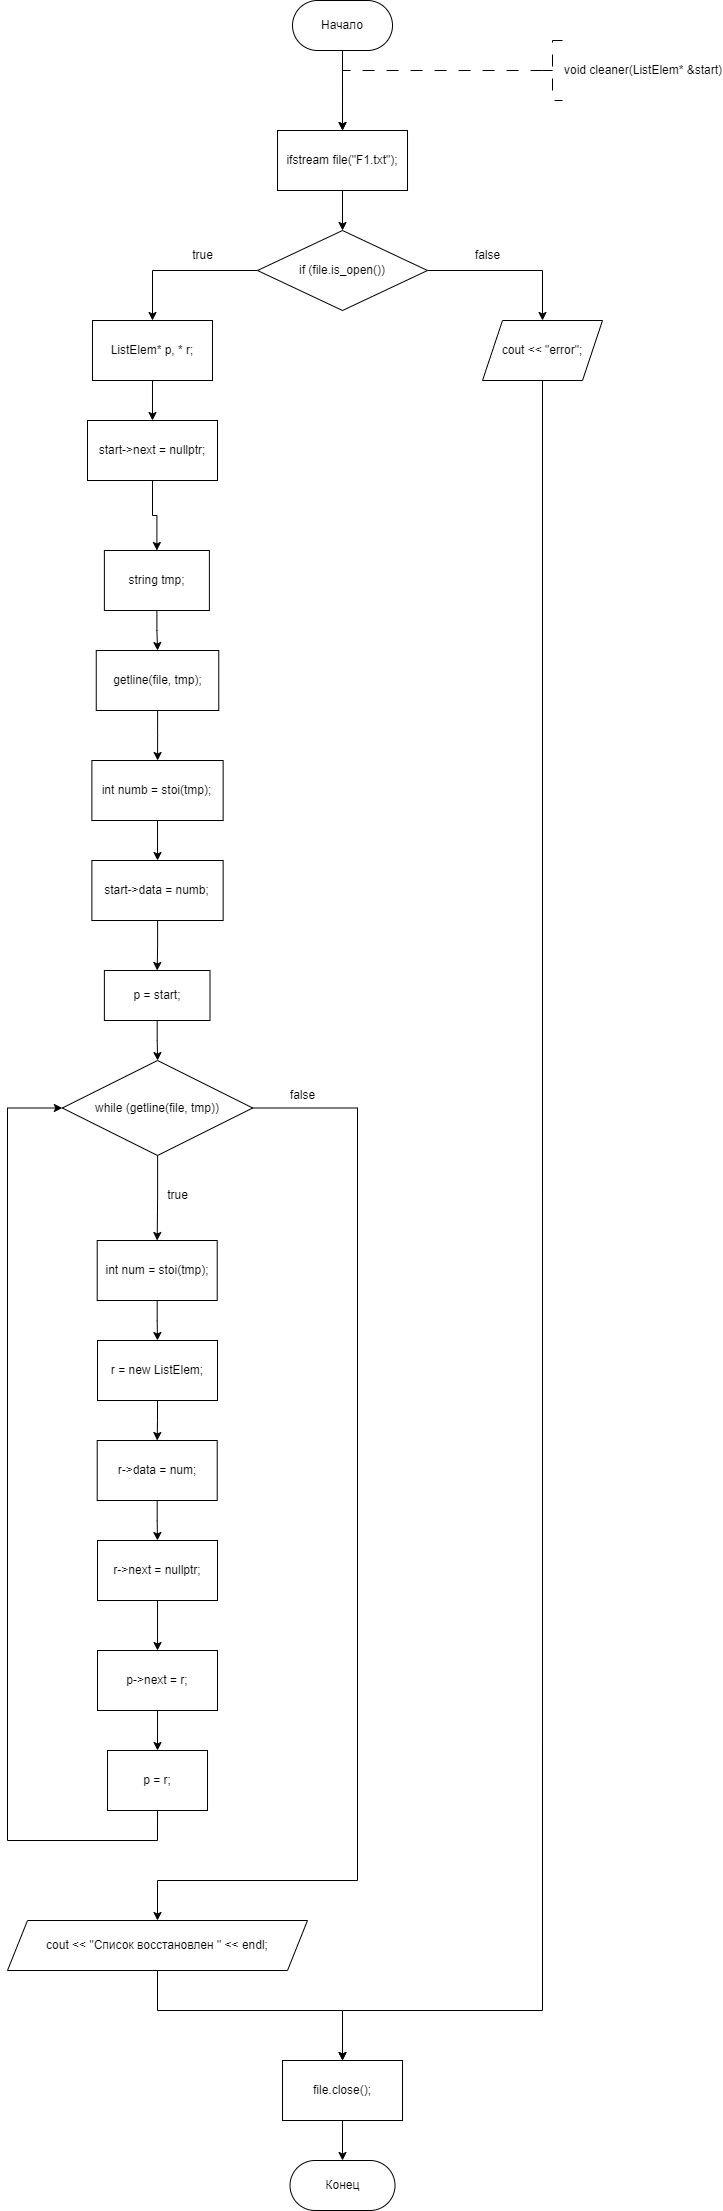 Начало
void cleaner(ListElem* &start)
ifstream file("F1.txt");
if (file.is_open())
true
false
ListElem* p, * r;
cout << "error";
start->next = nullptr;
string tmp;
getline(file, tmp);
int numb = stoi(tmp);
start->data = numb;
p = start;
while (getline(file, tmp))
false
true
int num = stoi(tmp);
r = new ListElem;
r->data = num;
r->next = nullptr;
p->next = r;
p = r;
cout << "Список восстановлен " << endl;
file.close();
Конец